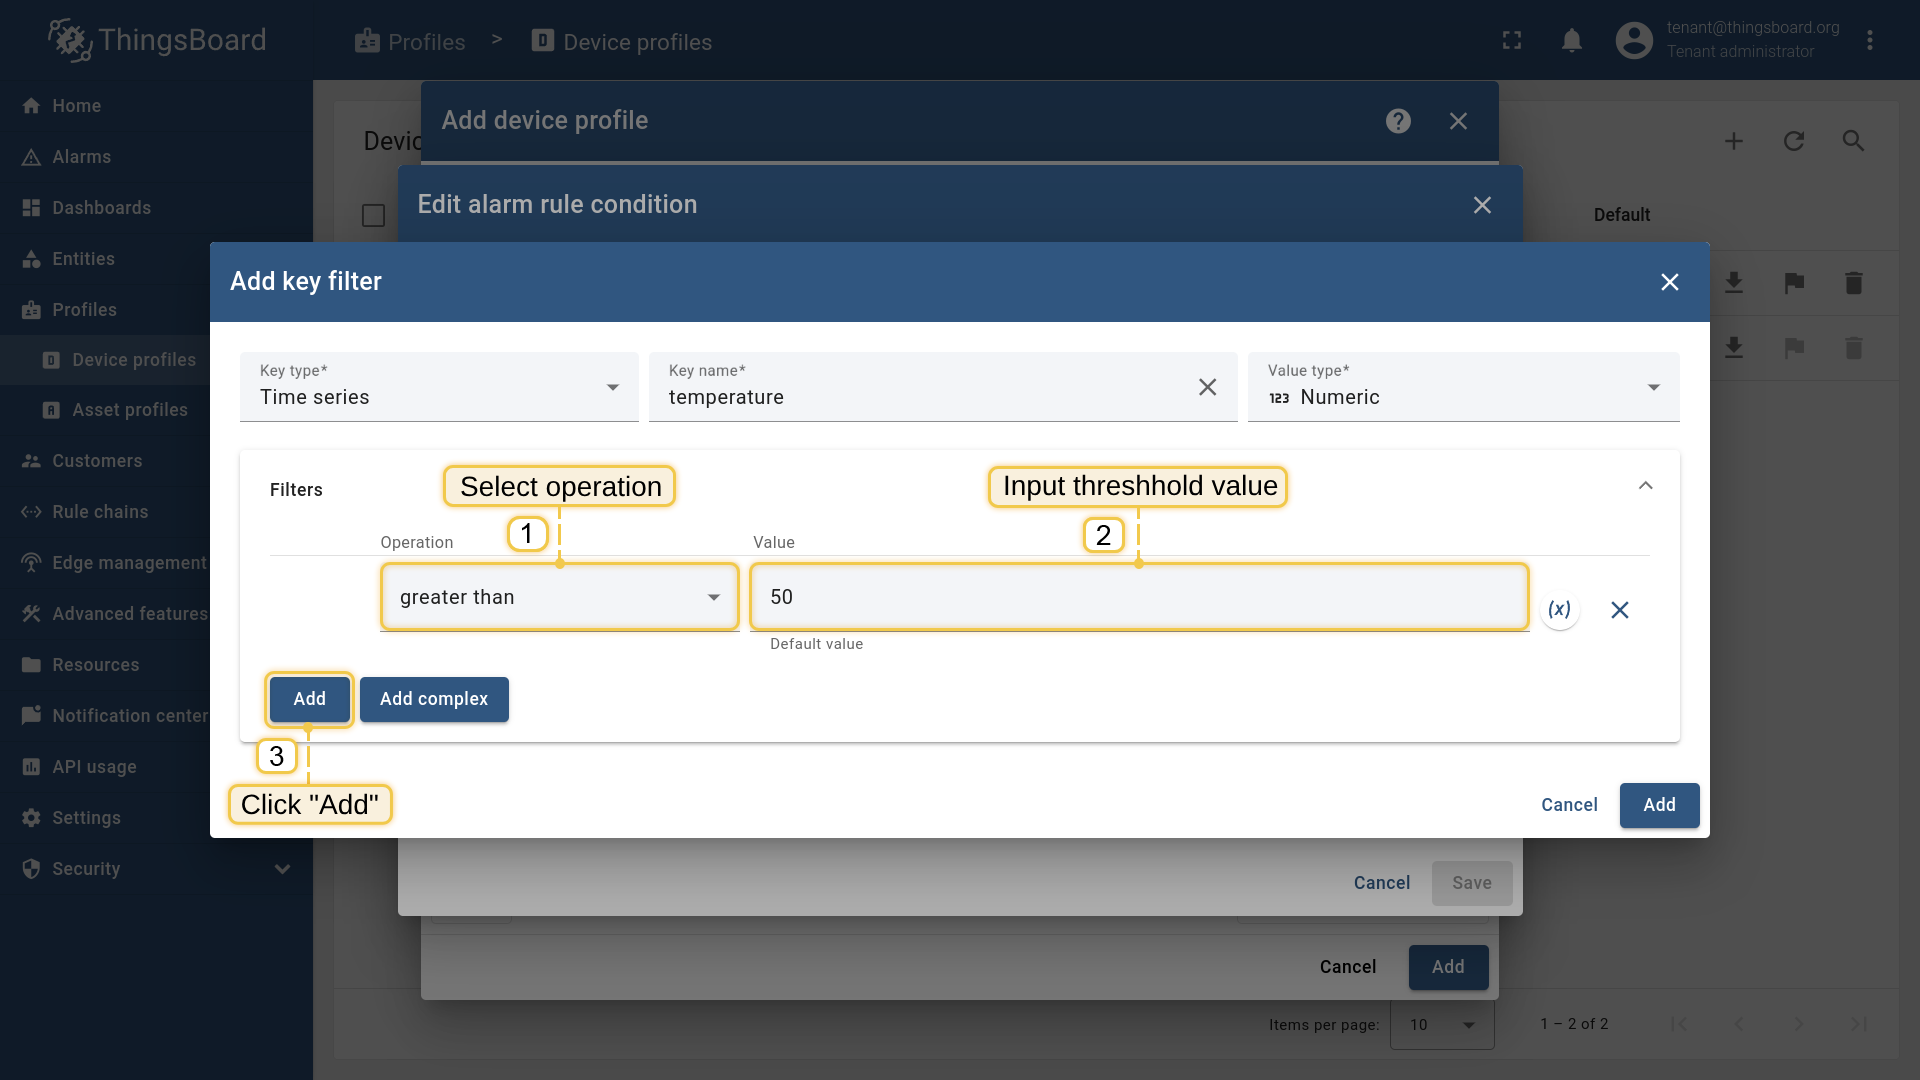 ThingsBoard
Profiles > Device profiles
tenant@thingsboard.org
Tenant administrator
Home
Alarms
Dashboards
Entities
Profiles
Device profiles
Asset profiles
Customers
Rule chains
Edge management
Advanced features
Resources
Notification center
API usage
Settings
Security
Devic
Default
Add device profile
Edit alarm rule condition
Add key filter
Key type*
Time series
Key name*
temperature
Value type*
123 Numeric
Filters
Select operation
Input threshhold value
1
2
Operation
Value
greater than
50
(x)
Default value
Add
Add complex
3
Click "Add"
Cancel
Add
Cancel
Save
Cancel
Add
Items per page:
10
1 – 2 of 2